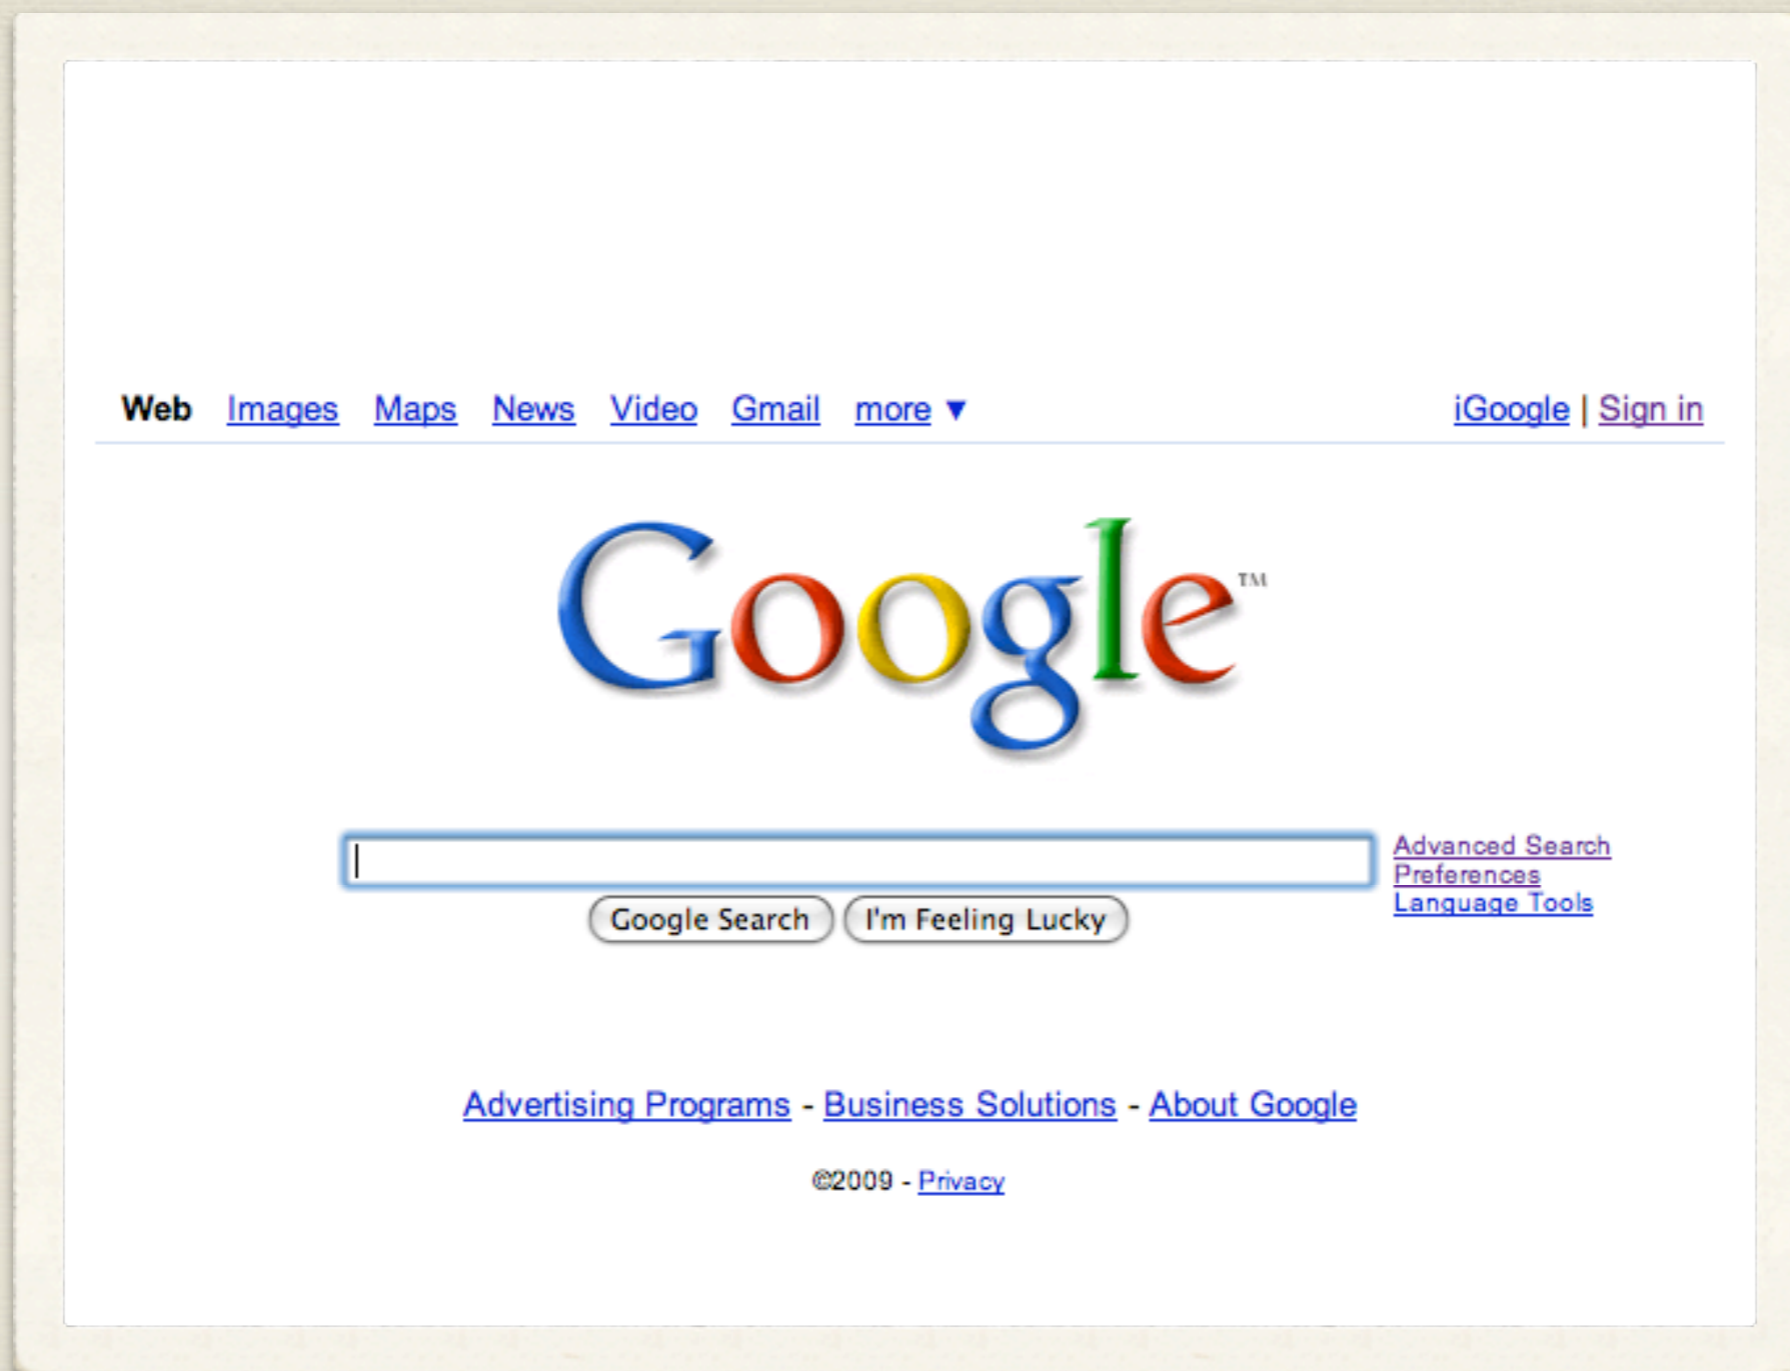 Web Images Maps News Video Gmail more ▼ iGoogle | Sign in
Google™
Advanced Search
Preferences
Language Tools
Google Search I'm Feeling Lucky
Advertising Programs - Business Solutions - About Google
©2009 - Privacy